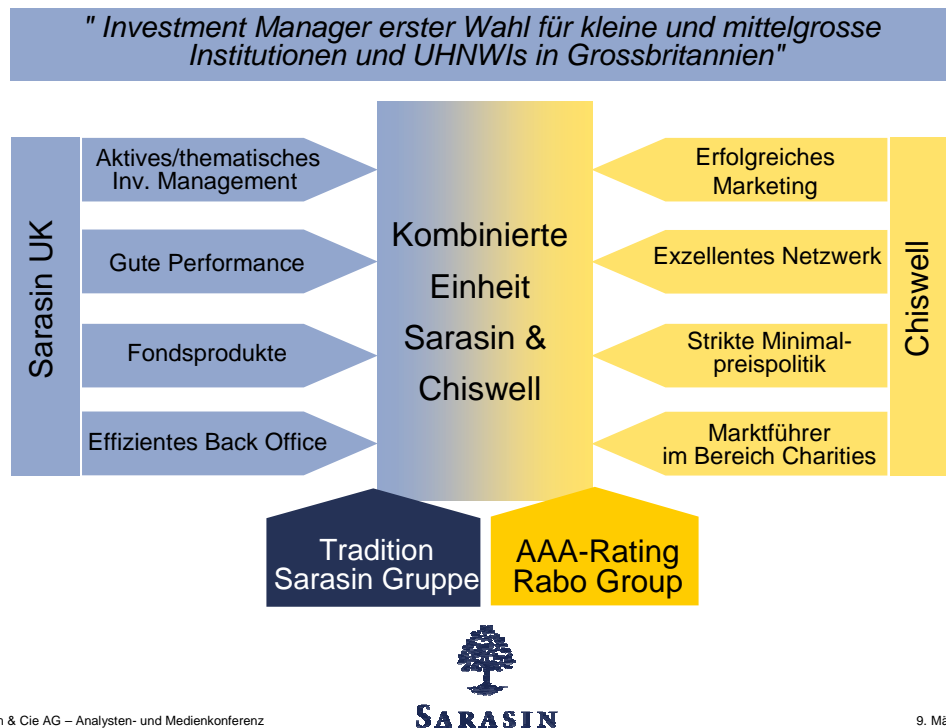 " Investment Manager erster Wahl für kleine und mittelgrosse
Institutionen und UHNWIs in Grossbritannien"
Sarasin UK
Aktives/thematisches
Inv. Management
Gute Performance
Fondsprodukte
Effizientes Back Office
Kombinierte
Einheit
Sarasin &
Chiswell
Erfolgreiches
Marketing
Exzellentes Netzwerk
Strikte Minimal-
preispolitik
Marktführer
im Bereich Charities
Chiswell
Tradition
Sarasin Gruppe
AAA-Rating
Rabo Group
SARASIN
& Cie AG – Analysten- und Medienkonferenz
9.